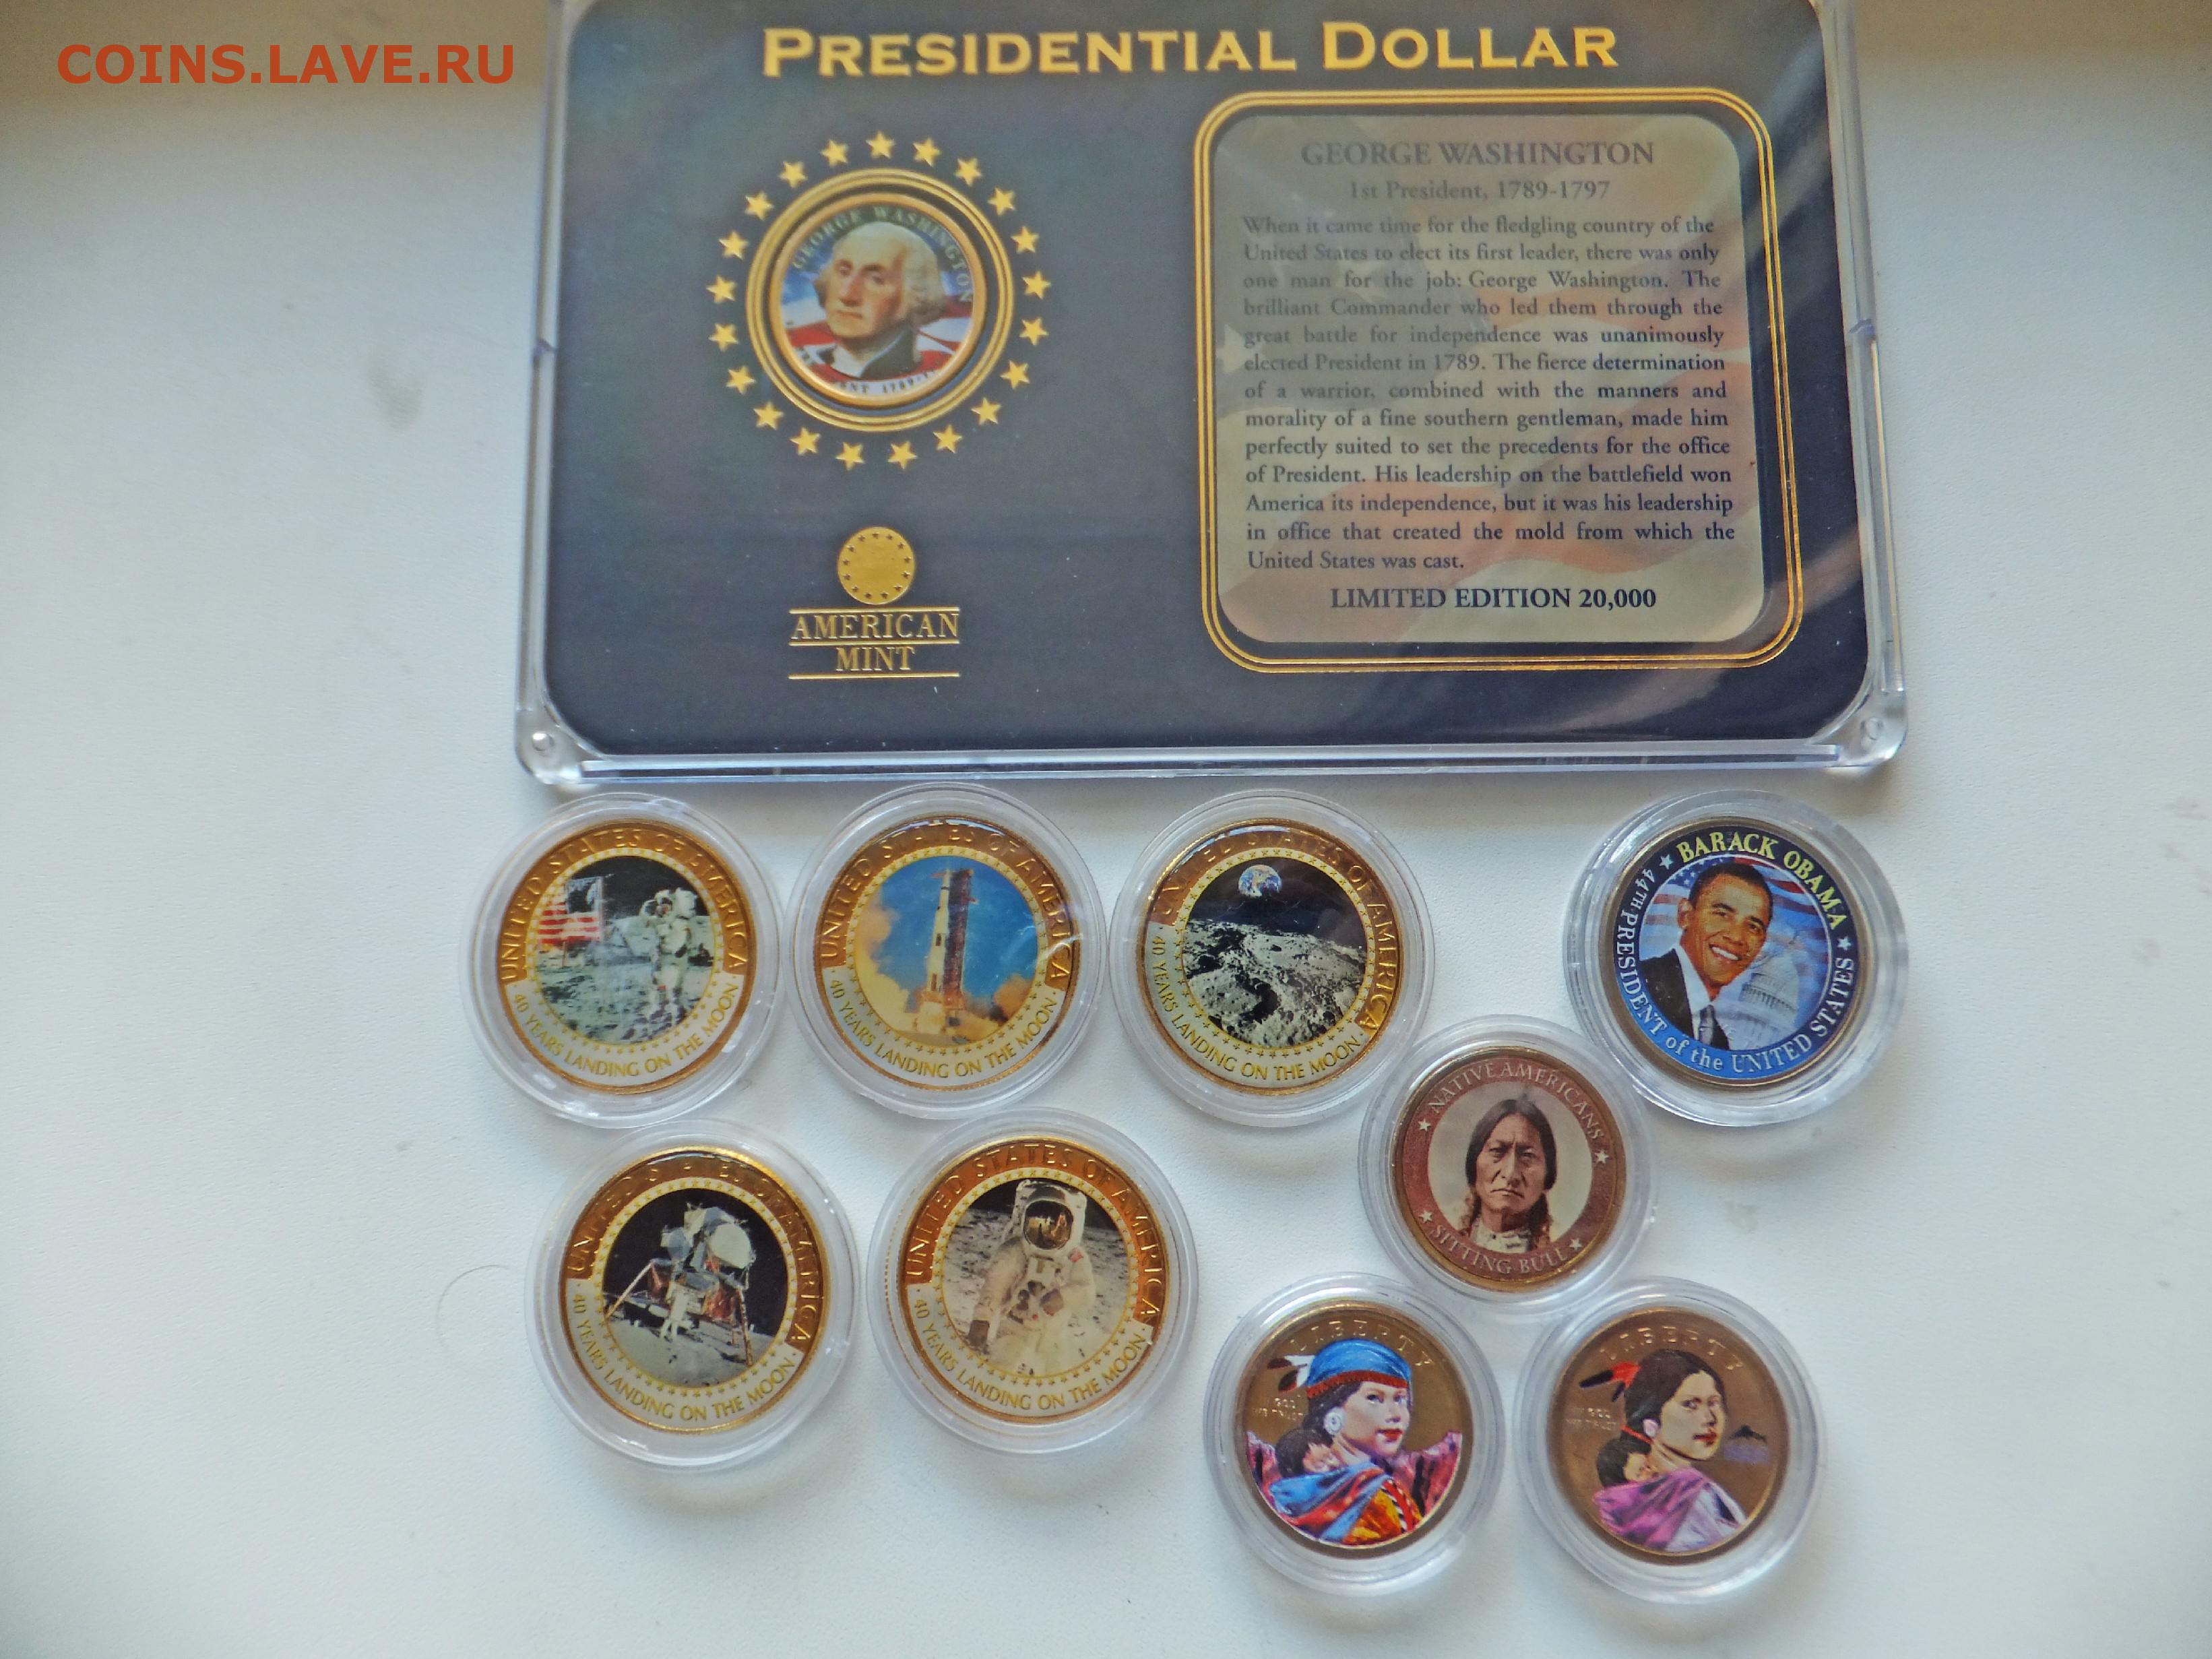 COINS.LAVE.RU
PRESIDENTIAL DOLLAR
GEORGE WASHINGTON
GEORGE WASHINGTON
1st President, 1789-1797
When it came time for the fledgling country of the
United States to elect its first leader, there was only
one man for the job: George Washington. The
brilliant Commander who led them through the
great battle for independence was unanimously
elected President in 1789. The fierce determination
of a warrior, combined with the manners and
morality of a fine southern gentleman, made him
perfectly suited to set the precedents for the office
of President. His leadership on the battlefield won
America its independence, but it was his leadership
in office that created the mold from which the
United States was cast.
LIMITED EDITION 20,000
AMERICAN
MINT
UNITED STATES OF AMERICA
40 YEARS LANDING ON THE MOON
UNITED STATES OF AMERICA
40 YEARS LANDING ON THE MOON
UNITED STATES OF AMERICA
40 YEARS LANDING ON THE MOON
BARACK OBAMA
44TH PRESIDENT of the UNITED STATES
NATIVE AMERICANS
SITTING BULL
UNITED STATES OF AMERICA
40 YEARS LANDING ON THE MOON
UNITED STATES OF AMERICA
40 YEARS LANDING ON THE MOON
LIBERTY
LIBERTY